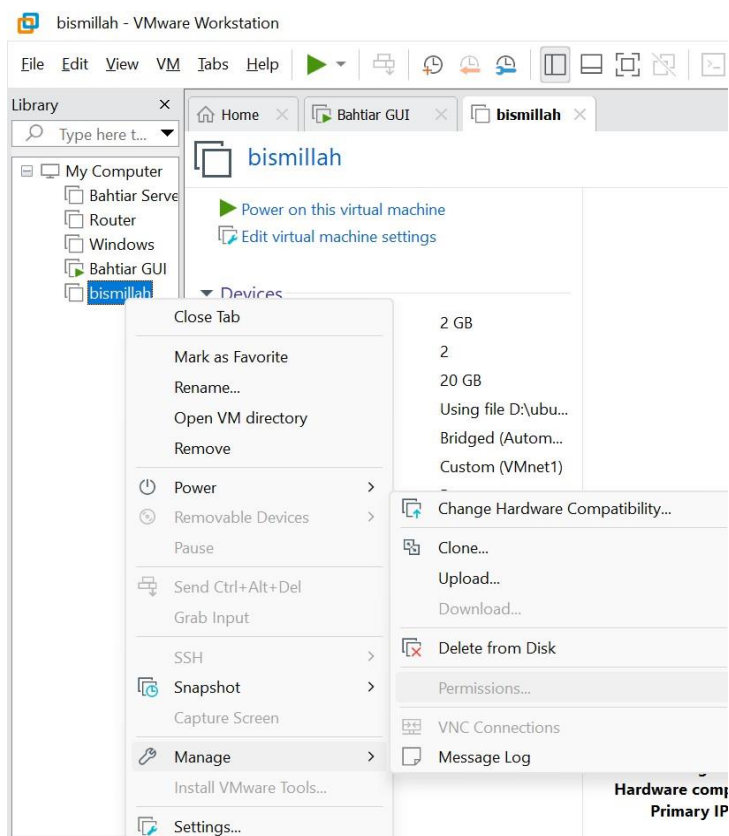 bismillah - VMware Workstation
File Edit View VM Tabs Help
Library
Home
Bahtiar GUI
bismillah
Type here t...
bismillah
My Computer
Bahtiar Serve
Router
Windows
Bahtiar GUI
bismillah
Power on this virtual machine
Edit virtual machine settings
Devices
2 GB
2
20 GB
Using file D:\ubu...
Bridged (Autom...
Custom (VMnet1)
Close Tab
Mark as Favorite
Rename...
Open VM directory
Remove
Power
Removable Devices
Pause
Send Ctrl+Alt+Del
Grab Input
SSH
Snapshot
Capture Screen
Manage
Install VMware Tools...
Settings...
Change Hardware Compatibility...
Clone...
Upload...
Download...
Delete from Disk
Permissions...
VNC Connections
Message Log
Hardware comp
Primary IP